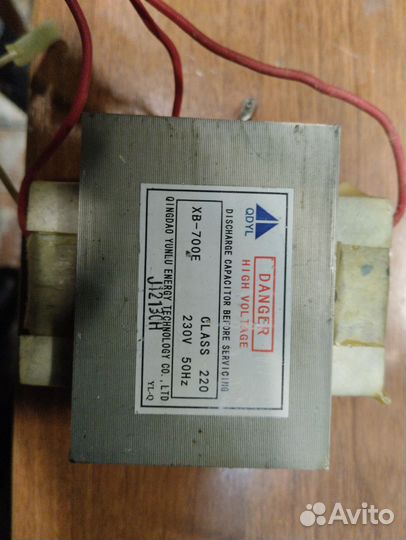 QDYL
DANGER
HIGH VOLTAGE
DISCHARGE CAPACITOR BEFORE SERVICING
XB-700E
CLASS 220
230V 50Hz
QINGDAO YUNLU ENERGY TECHNOLOGY CO.,LTD
J1213CH
YL-Q
Avito